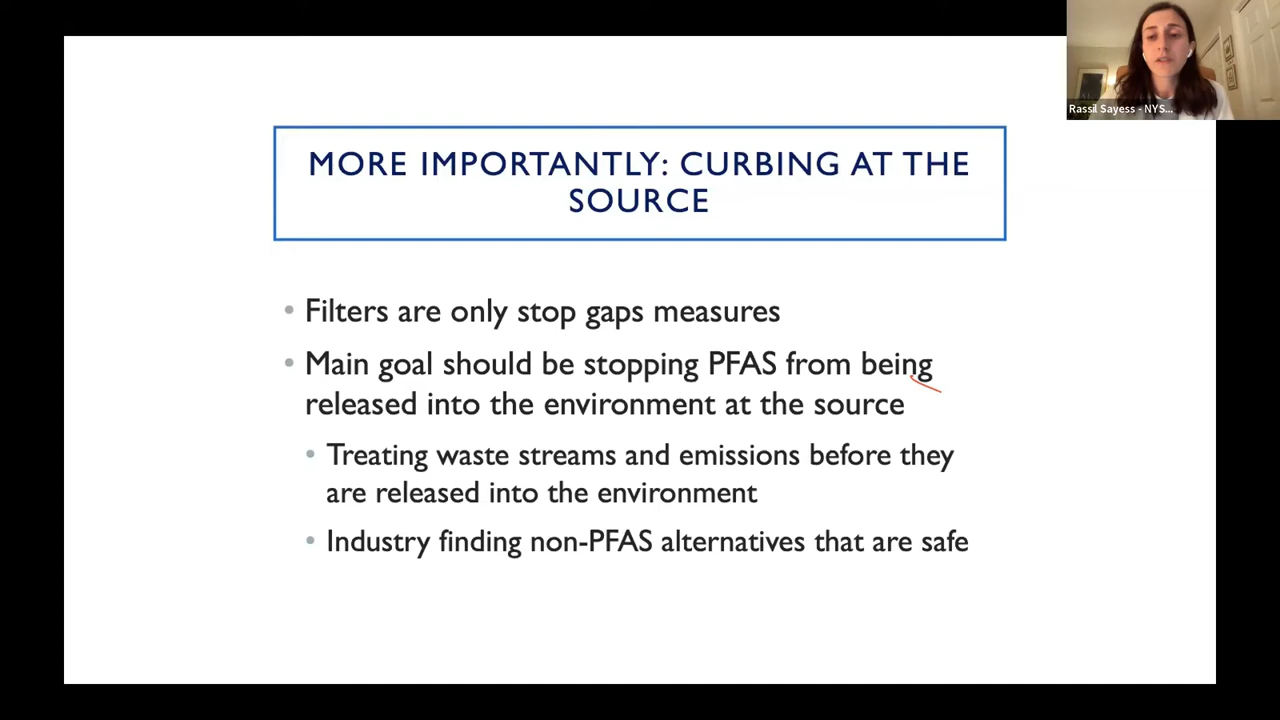 Rassil Sayess - NYS...
MORE IMPORTANTLY: CURBING AT THE
SOURCE
• Filters are only stop gaps measures
• Main goal should be stopping PFAS from being
released into the environment at the source
• Treating waste streams and emissions before they
are released into the environment
• Industry finding non-PFAS alternatives that are safe